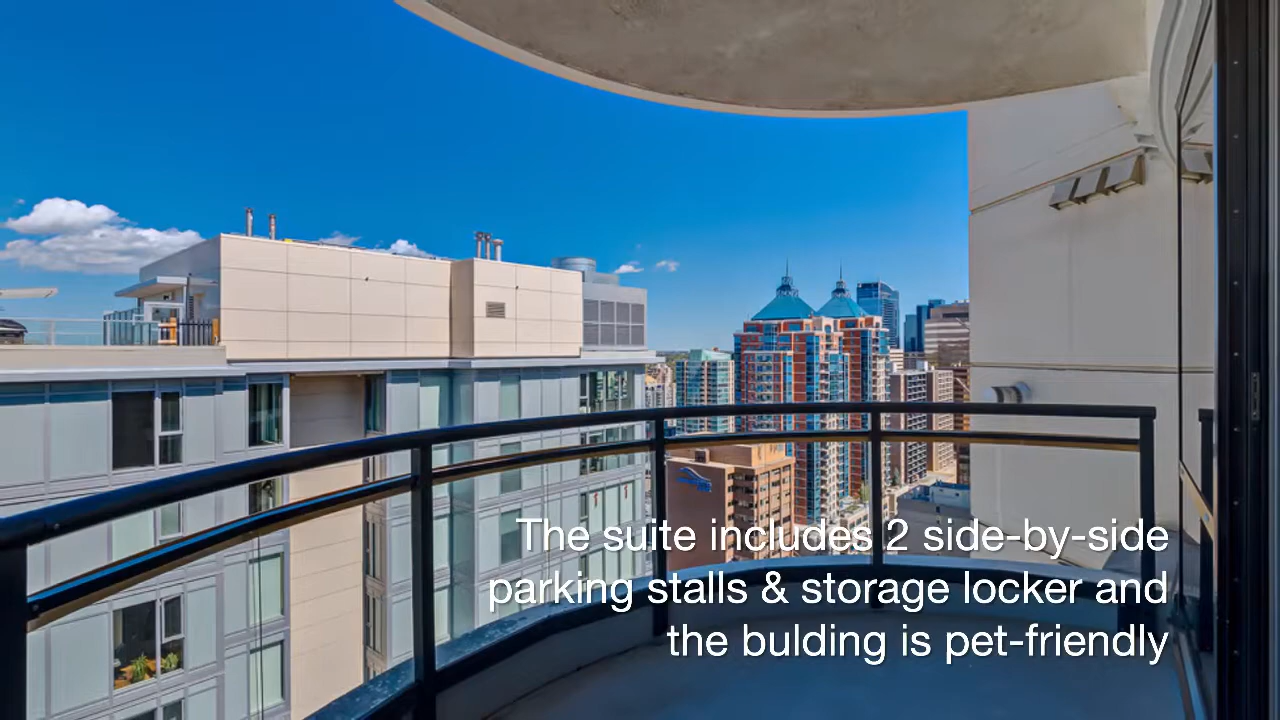 The suite includes 2 side-by-side
parking stalls & storage locker and
the bulding is pet-friendly